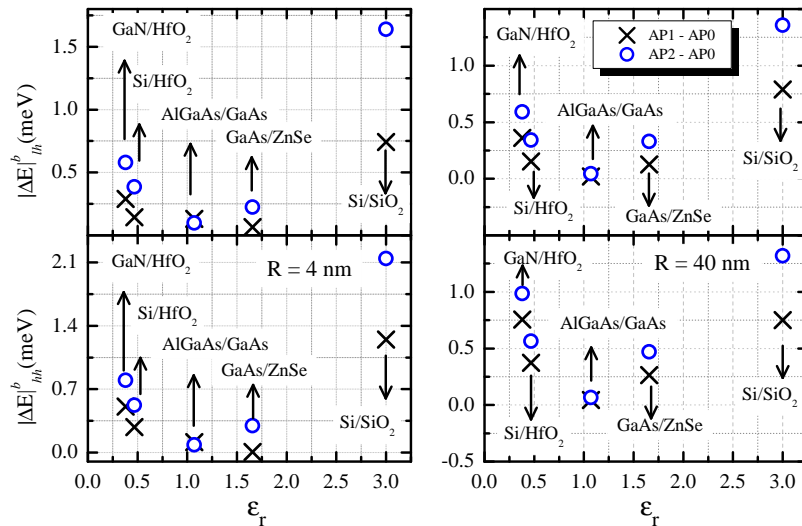 GaN/HfO2
Si/HfO2
AlGaAs/GaAs
GaAs/ZnSe
Si/SiO2
|ΔE|^b_lh (meV)
1.5
1.0
0.5
GaN/HfO2
AP1 - AP0
AP2 - AP0
AlGaAs/GaAs
Si/HfO2
GaAs/ZnSe
Si/SiO2
1.0
0.5
0.0
GaN/HfO2
R = 4 nm
Si/HfO2
AlGaAs/GaAs
GaAs/ZnSe
Si/SiO2
|ΔE|^b_hh (meV)
2.1
1.4
0.7
0.0
0.0 0.5 1.0 1.5 2.0 2.5 3.0
εr
GaN/HfO2
R = 40 nm
AlGaAs/GaAs
Si/HfO2
GaAs/ZnSe
Si/SiO2
1.0
0.5
0.0
-0.5
0.0 0.5 1.0 1.5 2.0 2.5 3.0
εr